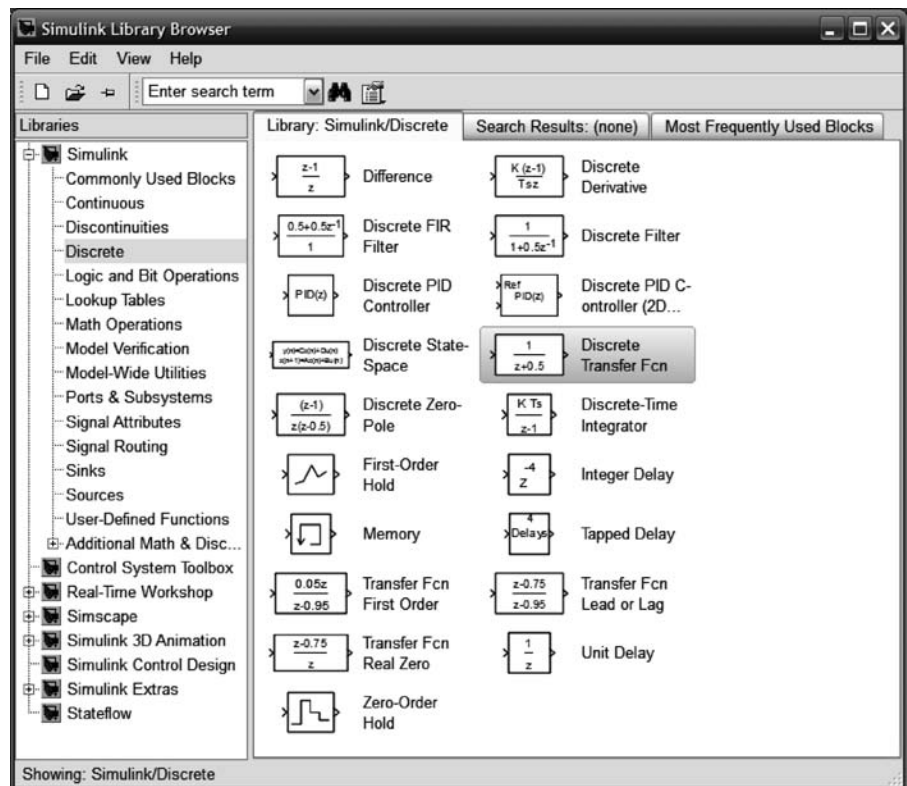 Simulink Library Browser
File Edit View Help
Enter search term
Libraries
Simulink
Commonly Used Blocks
Continuous
Discontinuities
Discrete
Logic and Bit Operations
Lookup Tables
Math Operations
Model Verification
Model-Wide Utilities
Ports & Subsystems
Signal Attributes
Signal Routing
Sinks
Sources
User-Defined Functions
Additional Math & Disc...
Control System Toolbox
Real-Time Workshop
Simscape
Simulink 3D Animation
Simulink Control Design
Simulink Extras
Stateflow
Library: Simulink/Discrete
Search Results: (none)
Most Frequently Used Blocks
z-1
z
Difference
K (z-1)
Tsz
Discrete
Derivative
0.5+0.5z-1
1
Discrete FIR
Filter
1
1+0.5z-1
Discrete Filter
PID(z)
Discrete PID
Controller
Ref
PID(z)
Discrete PID C-
ontroller (2D...
y(n)=Cx(n)+Du(n)
x(n+1)=Ax(n)+Bu(n)
Discrete State-
Space
1
z+0.5
Discrete
Transfer Fcn
(z-1)
z(z-0.5)
Discrete Zero-
Pole
K Ts
z-1
Discrete-Time
Integrator
First-Order
Hold
-4
Z
Integer Delay
Memory
4
Delays
Tapped Delay
0.05z
z-0.95
Transfer Fcn
First Order
z-0.75
z-0.95
Transfer Fcn
Lead or Lag
z-0.75
z
Transfer Fcn
Real Zero
1
z
Unit Delay
Zero-Order
Hold
Showing: Simulink/Discrete